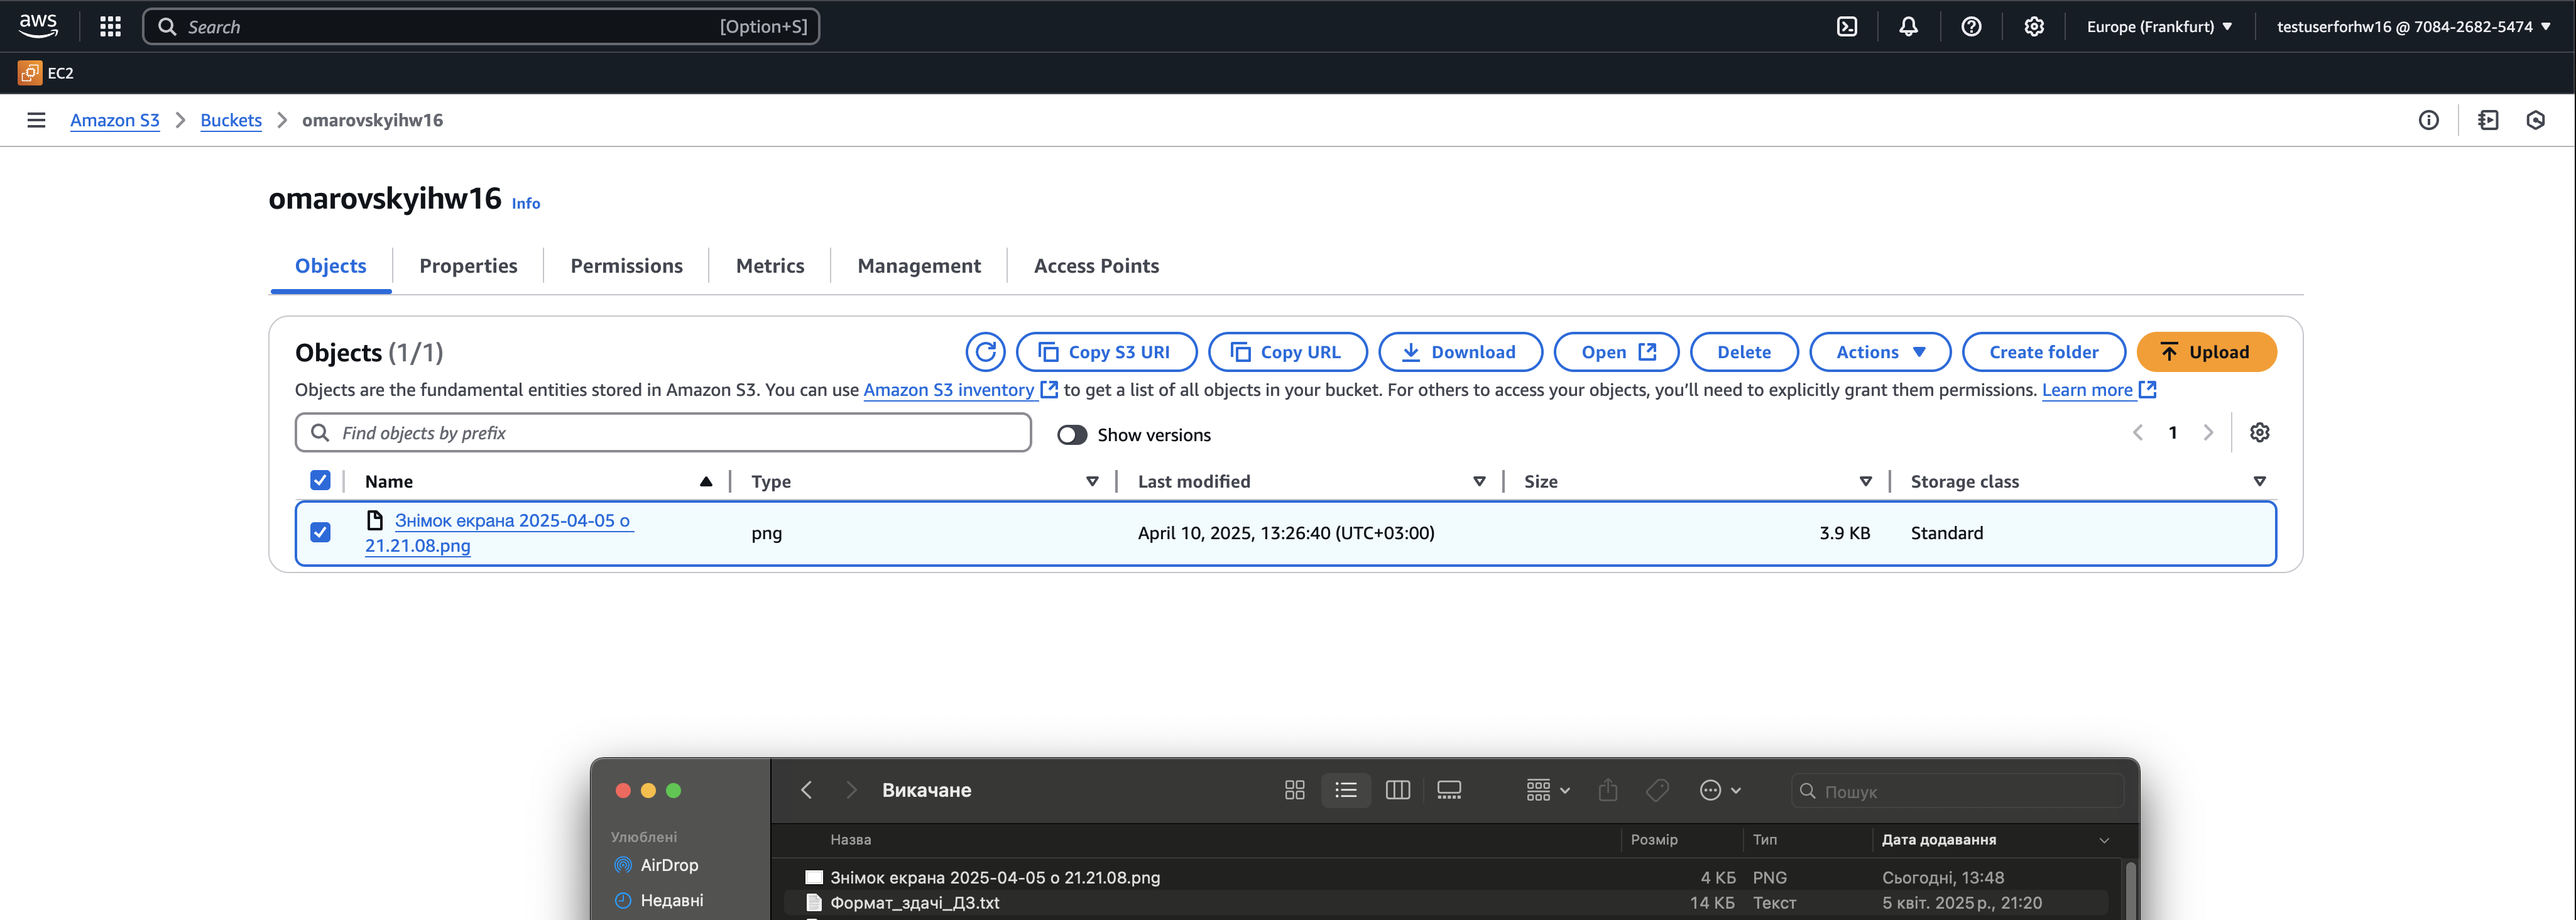 aws
Search
[Option+S]
Europe (Frankfurt)
testuserforhw16 @ 7084-2682-5474
EC2
Amazon S3
Buckets
omarovskyihw16
omarovskyihw16
Info
Objects
Properties
Permissions
Metrics
Management
Access Points
Objects (1/1)
Copy S3 URI
Copy URL
Download
Open
Delete
Actions
Create folder
Upload
Objects are the fundamental entities stored in Amazon S3. You can use Amazon S3 inventory to get a list of all objects in your bucket. For others to access your objects, you’ll need to explicitly grant them permissions. Learn more
Find objects by prefix
Show versions
1
Name
Type
Last modified
Size
Storage class
Знімок екрана 2025-04-05 о
21.21.08.png
png
April 10, 2025, 13:26:40 (UTC+03:00)
3.9 KB
Standard
Викачане
Пошук
Улюблені
AirDrop
Недавні
Назва
Розмір
Тип
Дата додавання
Знімок екрана 2025-04-05 о 21.21.08.png
4 КБ
PNG
Сьогодні, 13:48
Формат_здачі_ДЗ.txt
14 КБ
Текст
5 квіт. 2025 р., 21:20